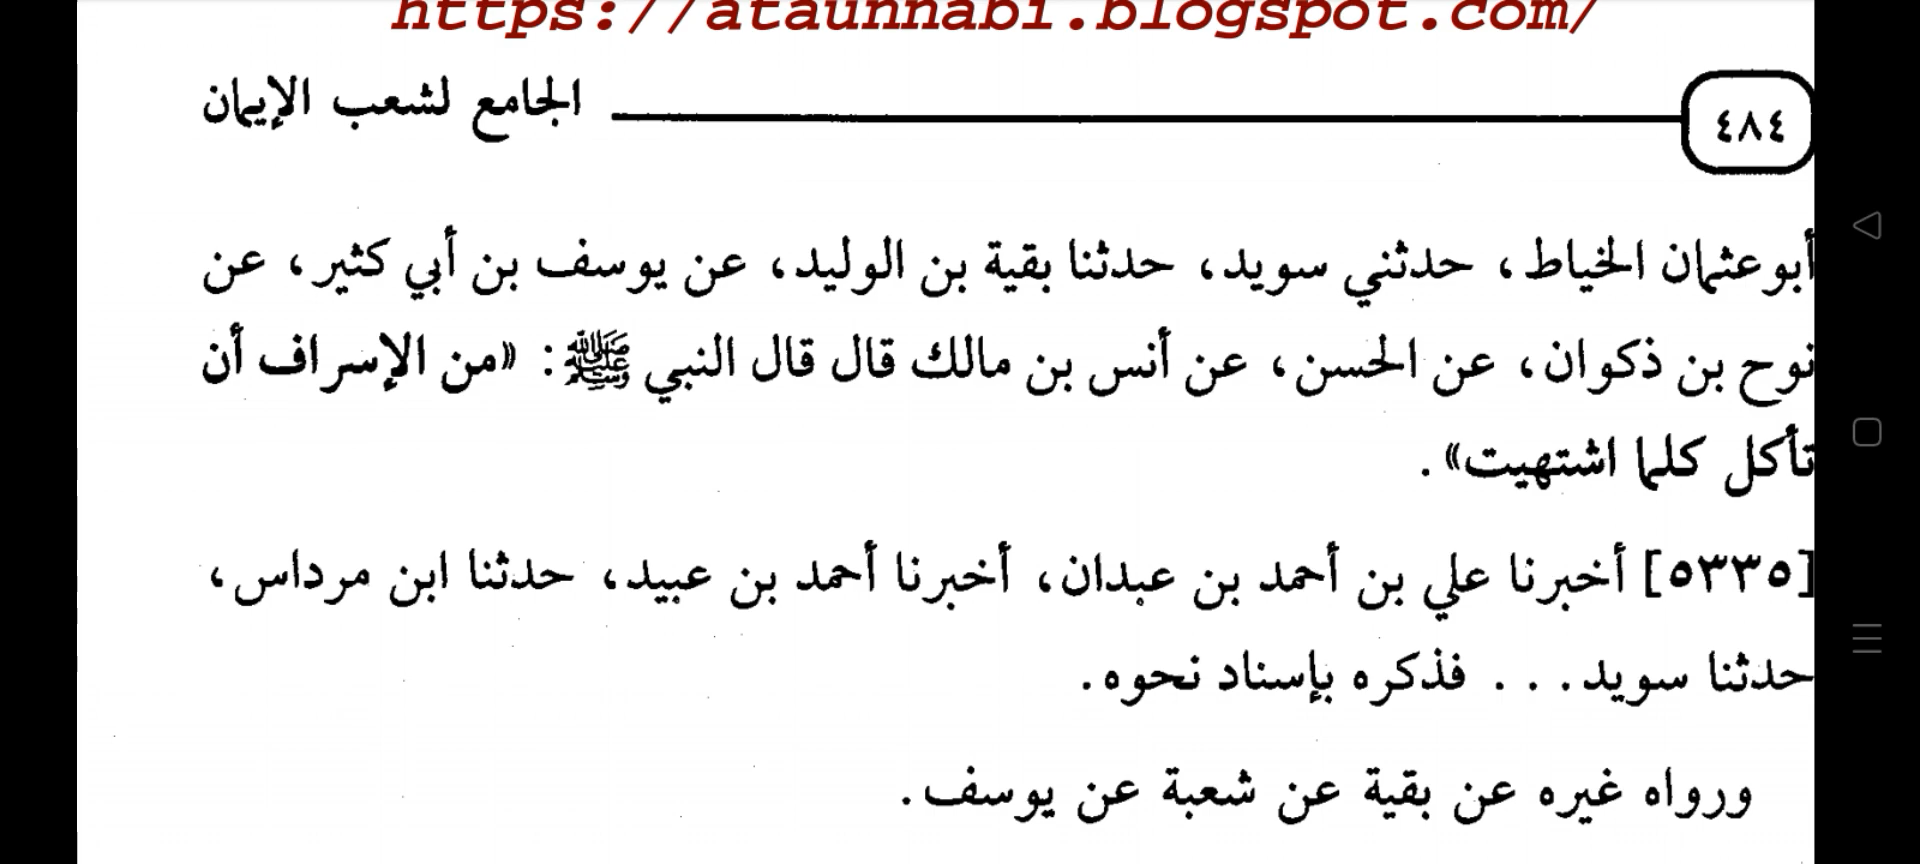 https://ataunnabi.blogspot.com/
٤٨٤ الجامع لشعب الإيمان
أبو عثمان الخياط، حدثني سويد، حدثنا بقية بن الوليد، عن يوسف بن أبي كثير، عن
نوح بن ذكوان، عن الحسن، عن أنس بن مالك قال قال النبي ﷺ: «من الإسراف أن
تأكل كلما اشتهيت».
[٥٣٣٥] أخبرنا علي بن أحمد بن عبدان، أخبرنا أحمد بن عبيد، حدثنا ابن مرداس،
حدثنا سويد... فذكره بإسناد نحوه.
ورواه غيره عن بقية عن شعبة عن يوسف.